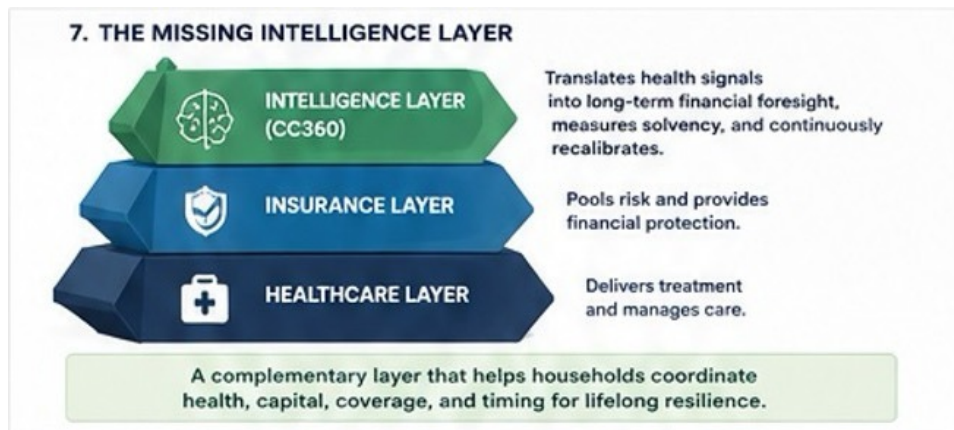 7. THE MISSING INTELLIGENCE LAYER
INTELLIGENCE LAYER
(CC360)
Translates health signals
into long-term financial foresight,
measures solvency, and continuously
recalibrates.
INSURANCE LAYER
Pools risk and provides
financial protection.
HEALTHCARE LAYER
Delivers treatment
and manages care.
A complementary layer that helps households coordinate
health, capital, coverage, and timing for lifelong resilience.